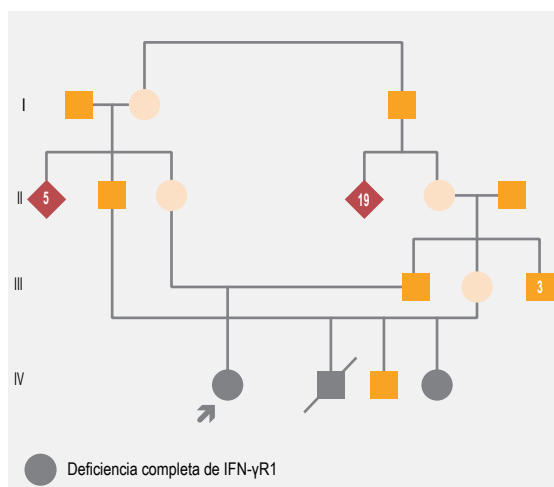 I
II
5
19
III
3
IV
Deficiencia completa de IFN-γR1